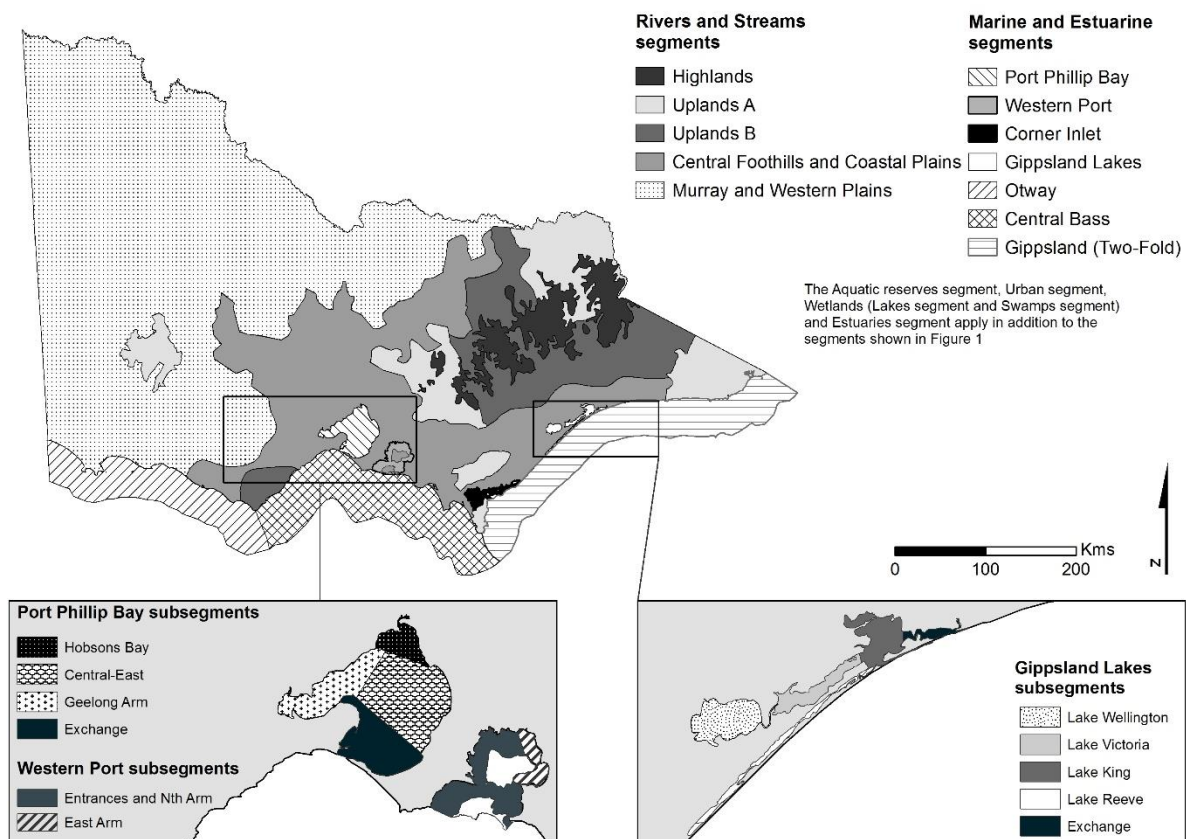 Rivers and Streams
segments
Highlands
Uplands A
Uplands B
Central Foothills and Coastal Plains
Murray and Western Plains
Marine and Estuarine
segments
Port Phillip Bay
Western Port
Corner Inlet
Gippsland Lakes
Otway
Central Bass
Gippsland (Two-Fold)
The Aquatic reserves segment, Urban segment,
Wetlands (Lakes segment and Swamps segment)
and Estuaries segment apply in addition to the
segments shown in Figure 1
Kms
0 100 200
N
Port Phillip Bay subsegments
Hobsons Bay
Central-East
Geelong Arm
Exchange
Western Port subsegments
Entrances and Nth Arm
East Arm
Gippsland Lakes
subsegments
Lake Wellington
Lake Victoria
Lake King
Lake Reeve
Exchange